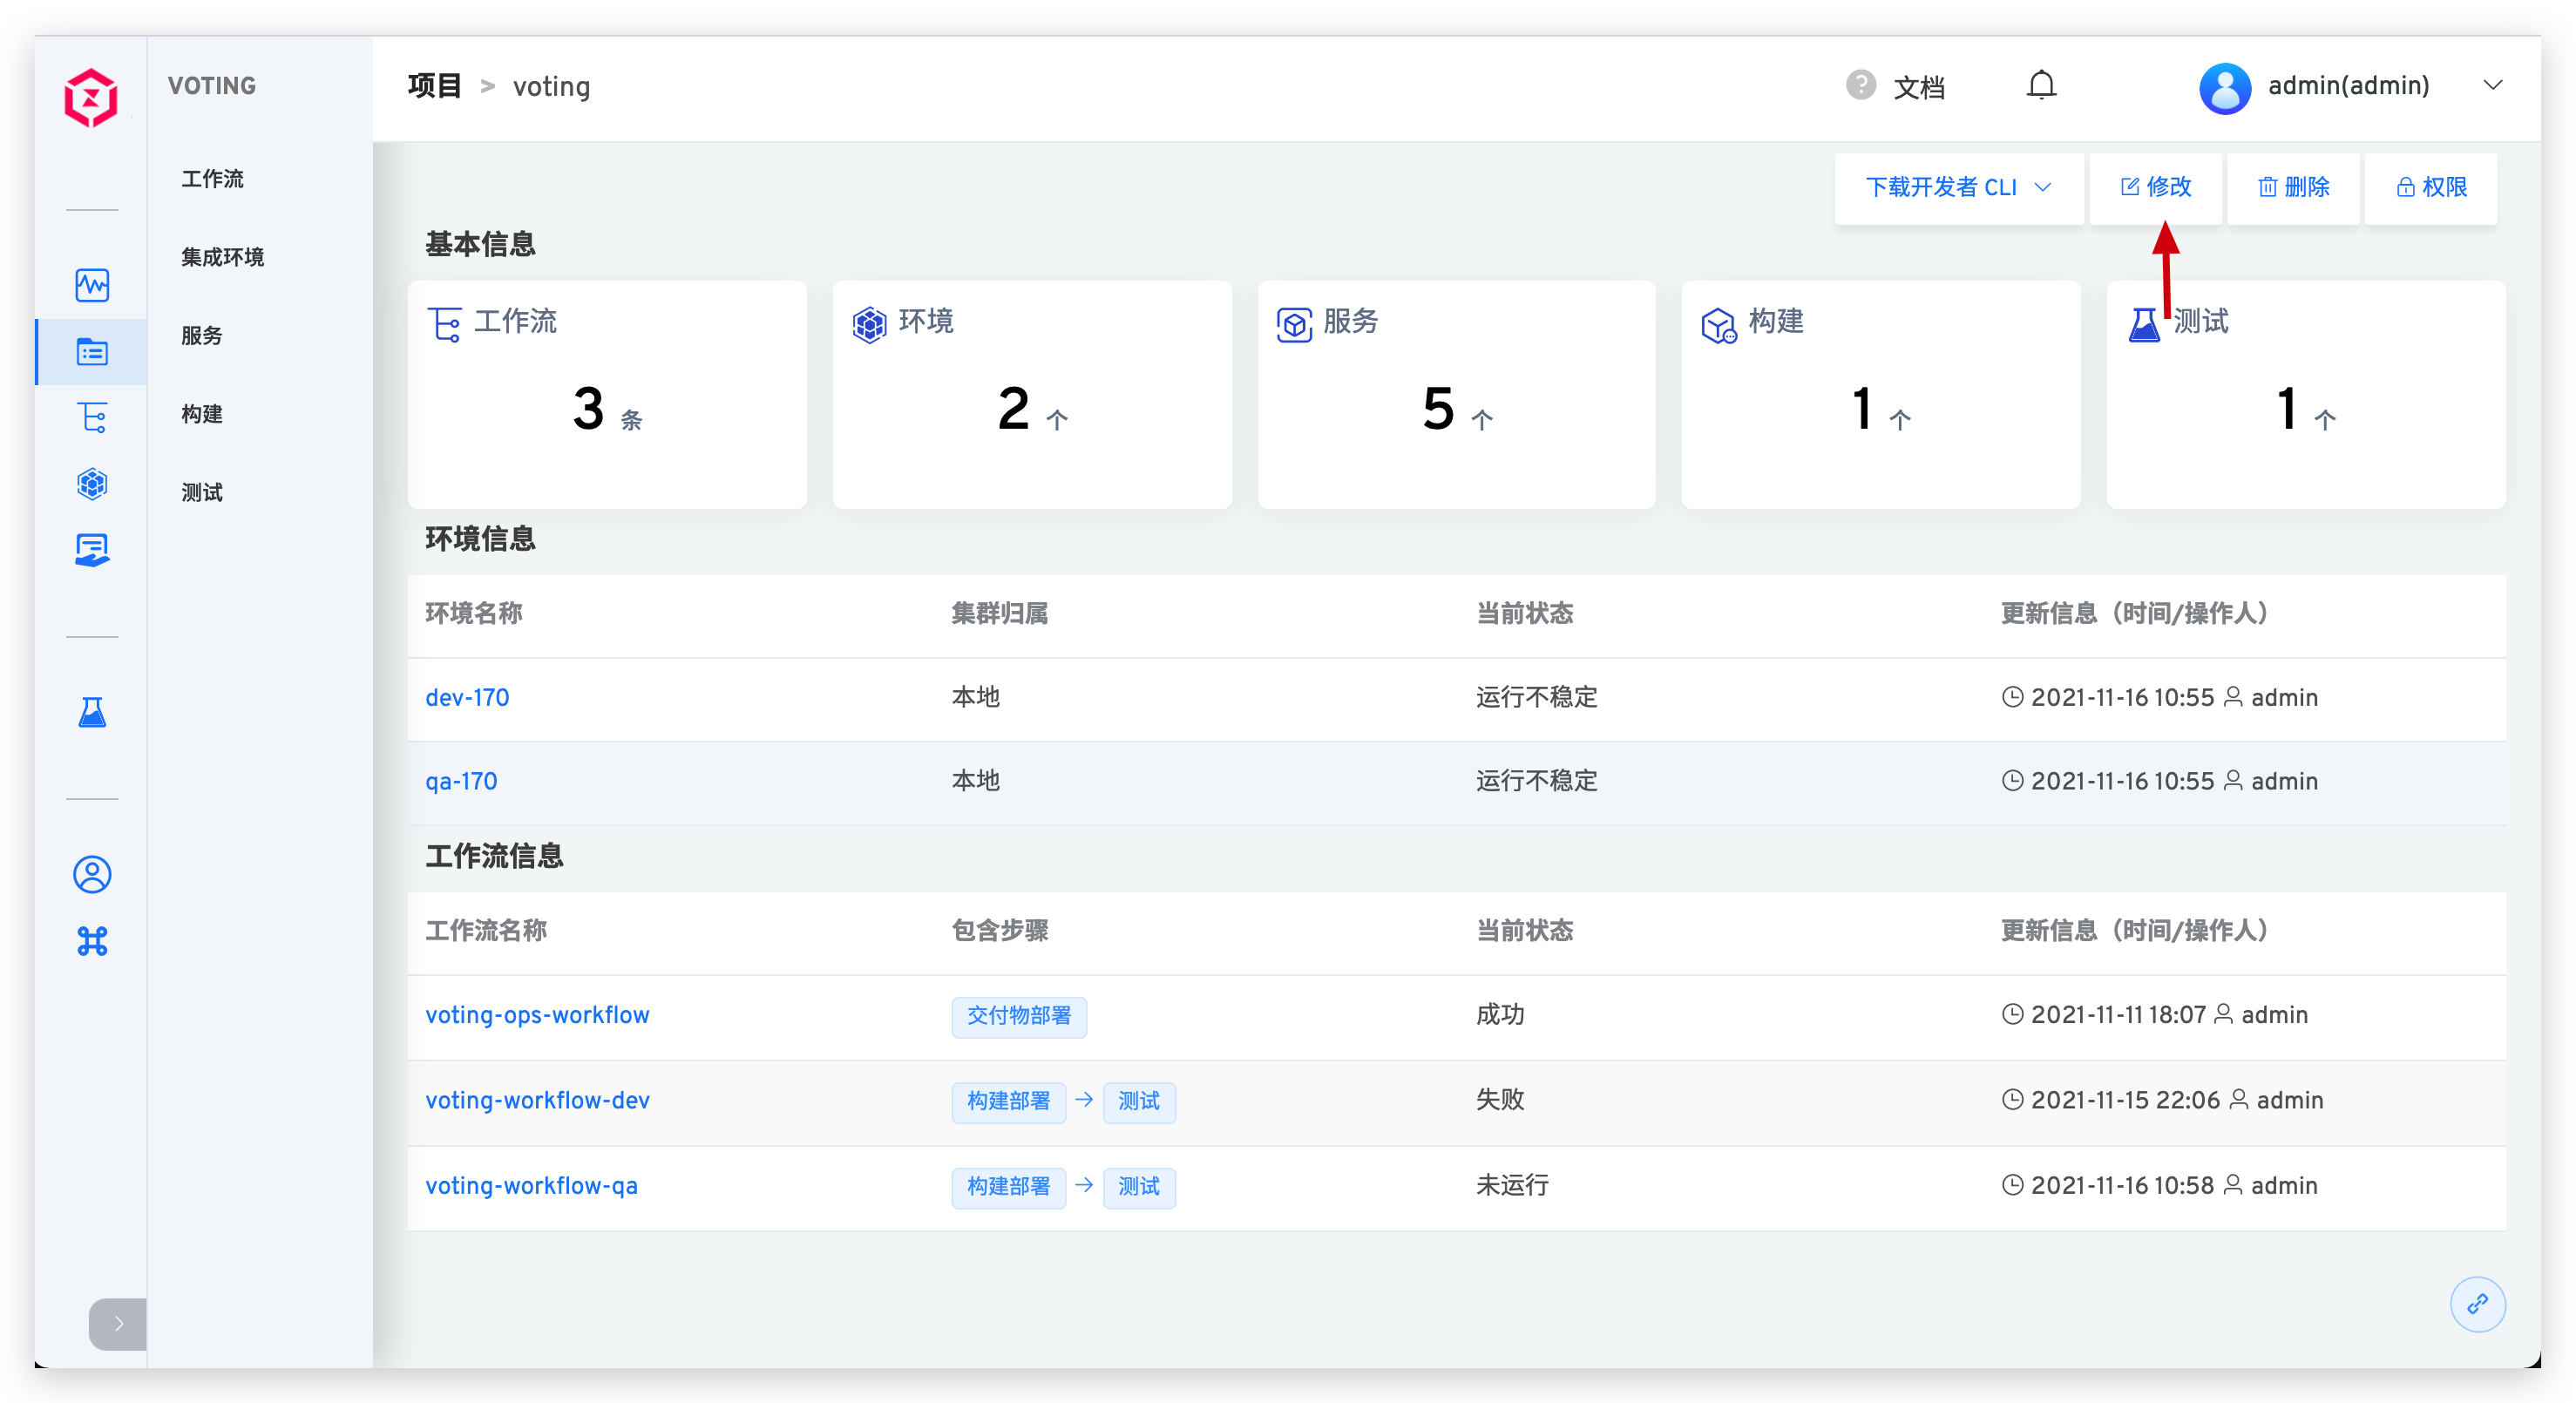 VOTING
工作流
集成环境
服务
构建
测试
项目 > voting
? 文档
admin(admin)
下载开发者 CLI
修改
删除
权限
基本信息
工作流
3 条
环境
2 个
服务
5 个
构建
1 个
测试
1 个
环境信息
环境名称 集群归属 当前状态 更新信息（时间/操作人）
dev-170 本地 运行不稳定 2021-11-16 10:55 admin
qa-170 本地 运行不稳定 2021-11-16 10:55 admin
工作流信息
工作流名称 包含步骤 当前状态 更新信息（时间/操作人）
voting-ops-workflow 交付物部署 成功 2021-11-11 18:07 admin
voting-workflow-dev 构建部署 → 测试 失败 2021-11-15 22:06 admin
voting-workflow-qa 构建部署 → 测试 未运行 2021-11-16 10:58 admin